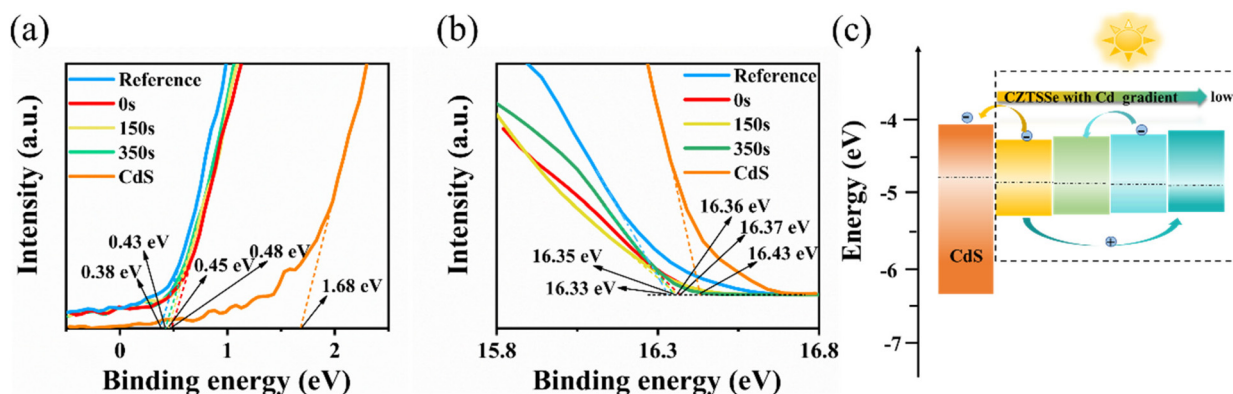 (a)
Intensity (a.u.)
Reference
0s
150s
350s
CdS
0.43 eV
0.38 eV
0.45 eV
0.48 eV
1.68 eV
0
1
2
Binding energy (eV)
(b)
Intensity (a.u.)
Reference
0s
150s
350s
CdS
16.36 eV
16.37 eV
16.35 eV
16.43 eV
16.33 eV
15.8
16.3
16.8
Binding energy (eV)
(c)
Energy (eV)
-4
-5
-6
-7
CZTSSe with Cd gradient
low
CdS